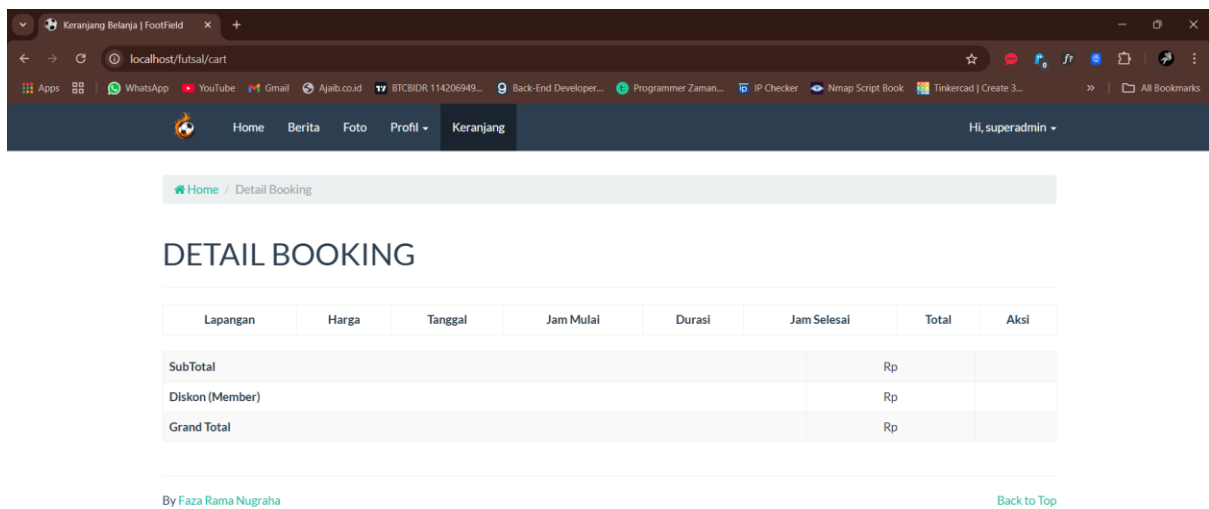 Keranjang Belanja | FootField
localhost/futsal/cart
Apps WhatsApp YouTube Gmail Ajaib.co.id BTCBIDR 114206949... Back-End Developer... Programmer Zaman... IP Checker Nmap Script Book Tinkercad | Create 3... » All Bookmarks
Home Berita Foto Profil Keranjang Hi, superadmin
Home / Detail Booking
DETAIL BOOKING
Lapangan Harga Tanggal Jam Mulai Durasi Jam Selesai Total Aksi
SubTotal Rp
Diskon (Member) Rp
Grand Total Rp
By Faza Rama Nugraha Back to Top